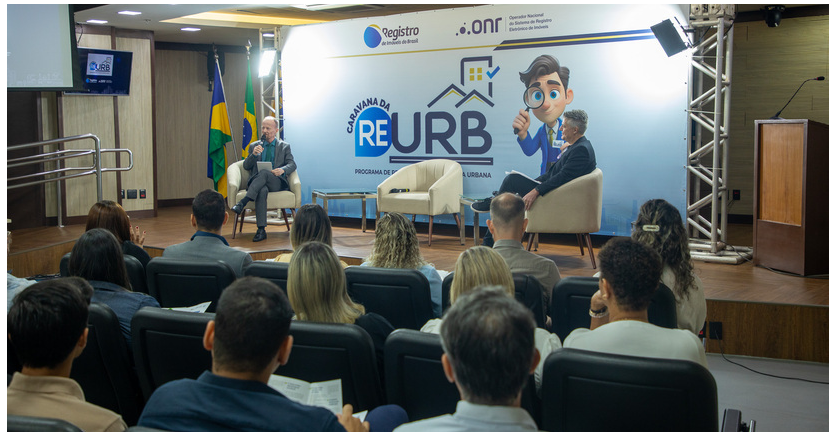 Registro
de Imóveis do Brasil
onr
Operador Nacional
do Sistema de Registro
Eletrônico de Imóveis
REURB
CARAVANA DA
REURB
PROGRAMA DE
A URBANA